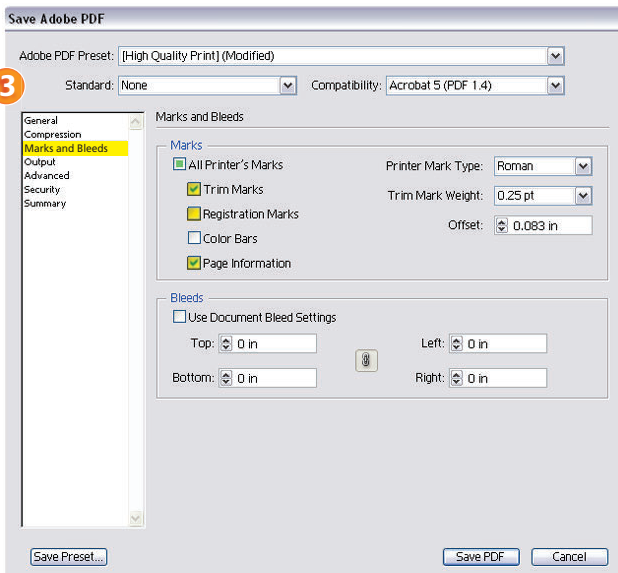 Save Adobe PDF
Adobe PDF Preset: [High Quality Print] (Modified)
3
Standard: None Compatibility: Acrobat 5 (PDF 1.4)
General
Compression
Marks and Bleeds
Output
Advanced
Security
Summary
Marks and Bleeds
Marks
All Printer's Marks
Trim Marks
Registration Marks
Color Bars
Page Information
Printer Mark Type: Roman
Trim Mark Weight: 0.25 pt
Offset: 0.083 in
Bleeds
Use Document Bleed Settings
Top: 0 in Left: 0 in
Bottom: 0 in Right: 0 in
Save Preset... Save PDF Cancel